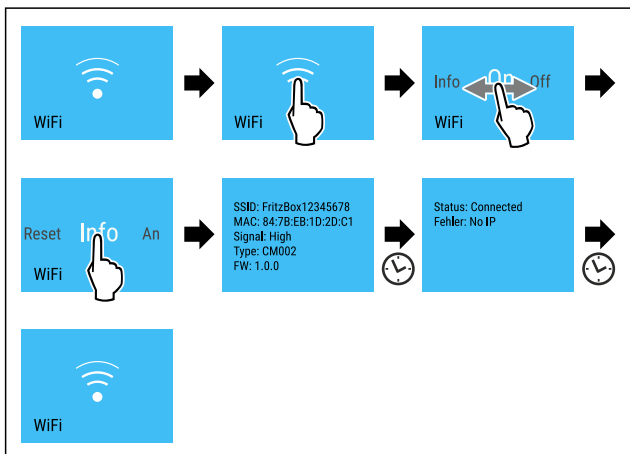 WiFi
WiFi
Info On Off
WiFi
Reset Info An
WiFi
SSID: FritzBox12345678
MAC: 84:7B:EB:1D:2D:C1
Signal: High
Type: CM002
FW: 1.0.0
Status: Connected
Fehler: No IP
WiFi